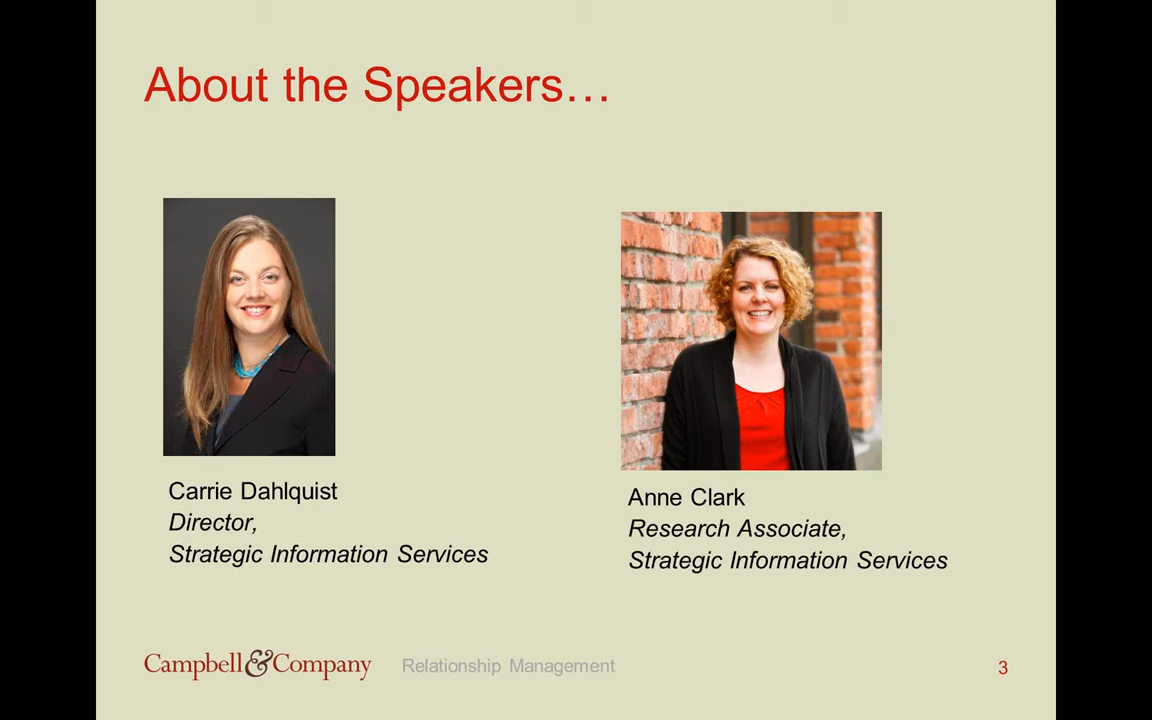 About the Speakers…
Carrie Dahlquist
Director,
Strategic Information Services
Anne Clark
Research Associate,
Strategic Information Services
Campbell&Company
Relationship Management
3